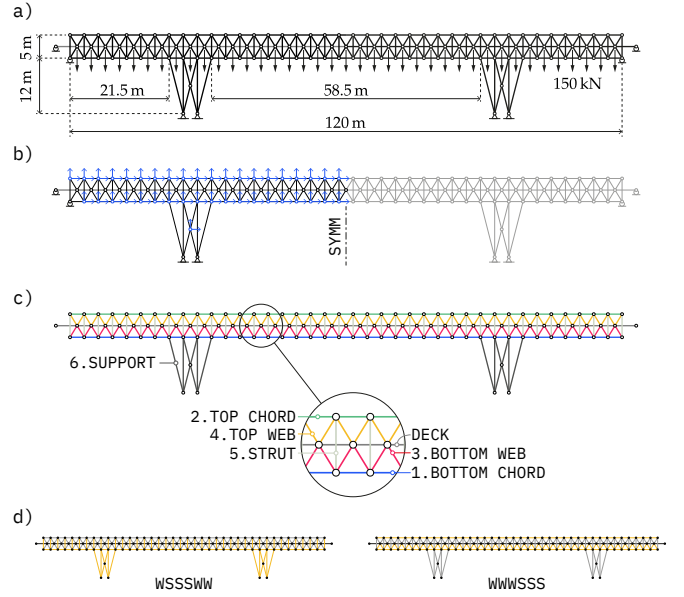 a)
5 m
12 m
150 kN
21.5 m
58.5 m
120 m
b)
SYMM
c)
6.SUPPORT
2.TOP CHORD
4.TOP WEB
DECK
5.STRUT
3.BOTTOM WEB
1.BOTTOM CHORD
d)
WSSSWW
WWWSSS